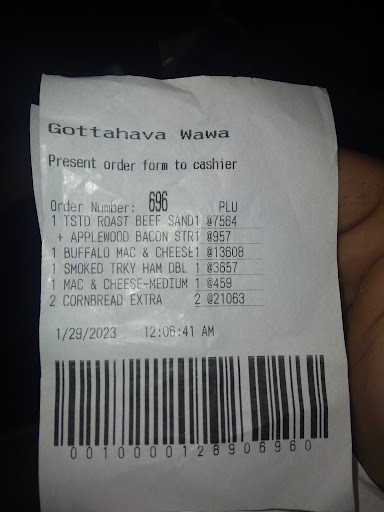 Gottahava Wawa
Present order form to cashier
Order Number: 696 PLU
1 TSTD ROAST BEEF SAND1 @7564
+ APPLEWOOD BACON STR1 @957
1 BUFFALO MAC & CHEESE1 @13608
1 SMOKED TRKY HAM DBL 1 @3657
1 MAC & CHEESE-MEDIUM 1 @459
2 CORNBREAD EXTRA 2 @21063
1/29/2023 12:06:41 AM
0010000128906960